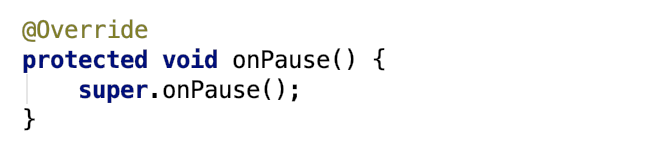 @Override
protected void onPause() {
    super.onPause();
}